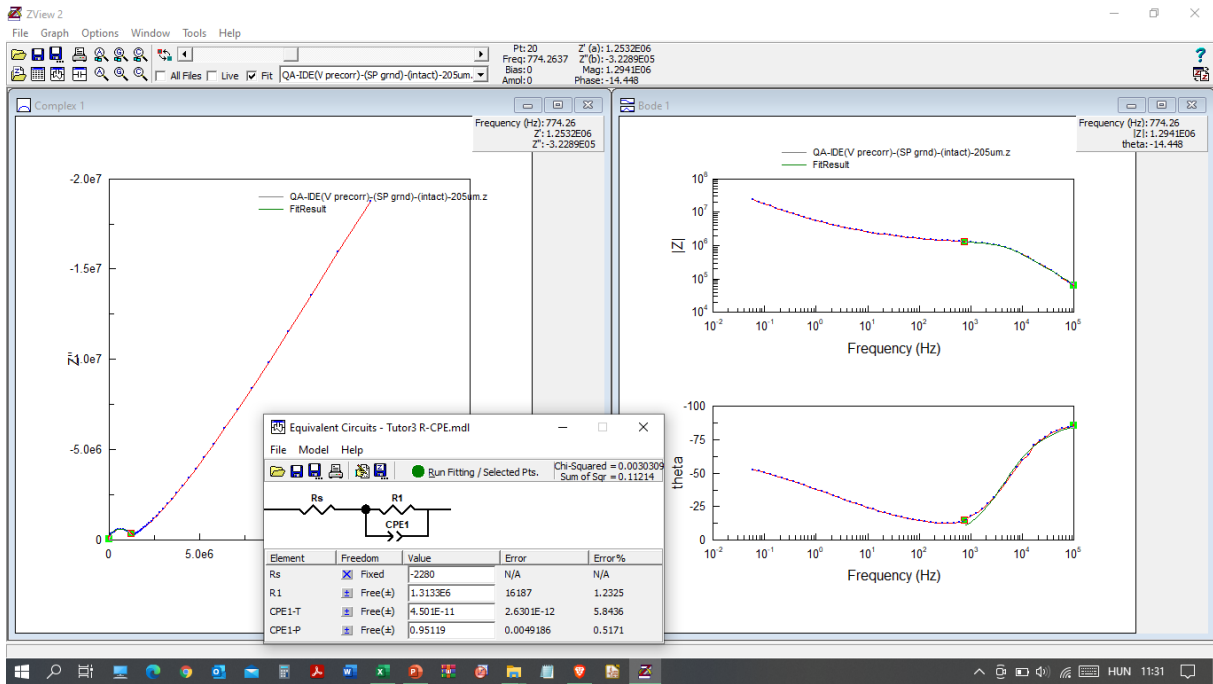 ZView 2
File Graph Options Window Tools Help
All Files Live Fit QA-IDE(V precorr)-(SP grnd)-(intact)-205um.
Pt: 20 Z' (a): 1.2532E06
Freq: 774.2637 Z''(b): -3.2289E05
Bias: 0 Mag: 1.2941E06
Ampl: 0 Phase: -14.448
Complex 1
Frequency (Hz): 774.26
Z': 1.2532E06
Z'': -3.2289E05
-2.0e7
QA-IDE(V precorr)-(SP grnd)-(intact)-205um.z
FitResult
-1.5e7
-5.0e6
0
0 5.0e6
Z''
Bode 1
Frequency (Hz): 774.26
|Z|: 1.2941E06
theta: -14.448
QA-IDE(V precorr)-(SP grnd)-(intact)-205um.z
FitResult
10^8
10^7
10^6
10^5
10^4
|Z|
10^-2 10^-1 10^0 10^1 10^2 10^3 10^4 10^5
Frequency (Hz)
-100
-75
-50
-25
0
theta
10^-2 10^-1 10^0 10^1 10^2 10^3 10^4 10^5
Frequency (Hz)
Equivalent Circuits - Tutor3 R-CPE.mdl
File Model Help
Run Fitting / Selected Pts.
Chi-Squared = 0.0030309
Sum of Sqr = 0.11214
Rs R1
CPE1
Element Freedom Value Error Error%
Rs Fixed -2280 N/A N/A
R1 Free(±) 1.3133E6 16187 1.2325
CPE1-T Free(±) 4.501E-11 2.6301E-12 5.8436
CPE1-P Free(±) 0.95119 0.0049186 0.5171
HUN 11:31